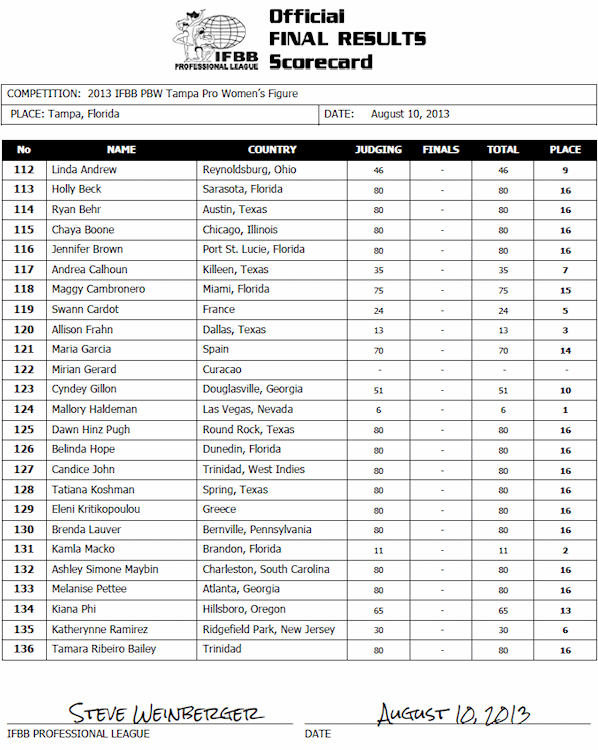 Official
FINAL RESULTS
Scorecard
IFBB
PROFESSIONAL LEAGUE
COMPETITION: 2013 IFBB PBW Tampa Pro Women's Figure
PLACE: Tampa, Florida DATE: August 10, 2013
No NAME COUNTRY JUDGING FINALS TOTAL PLACE
112 Linda Andrew Reynoldsburg, Ohio 46 - 46 9
113 Holly Beck Sarasota, Florida 80 - 80 16
114 Ryan Behr Austin, Texas 80 - 80 16
115 Chaya Boone Chicago, Illinois 80 - 80 16
116 Jennifer Brown Port St. Lucie, Florida 80 - 80 16
117 Andrea Calhoun Killeen, Texas 35 - 35 7
118 Maggy Cambronero Miami, Florida 75 - 75 15
119 Swann Cardot France 24 - 24 5
120 Allison Frahn Dallas, Texas 13 - 13 3
121 Maria Garcia Spain 70 - 70 14
122 Mirian Gerard Curacao - - - -
123 Cyndey Gillon Douglasville, Georgia 51 - 51 10
124 Mallory Haldeman Las Vegas, Nevada 6 - 6 1
125 Dawn Hinz Pugh Round Rock, Texas 80 - 80 16
126 Belinda Hope Dunedin, Florida 80 - 80 16
127 Candice John Trinidad, West Indies 80 - 80 16
128 Tatiana Koshman Spring, Texas 80 - 80 16
129 Eleni Kritikopoulou Greece 80 - 80 16
130 Brenda Lauver Bernville, Pennsylvania 80 - 80 16
131 Kamla Macko Brandon, Florida 11 - 11 2
132 Ashley Simone Maybin Charleston, South Carolina 80 - 80 16
133 Melanise Pettee Atlanta, Georgia 80 - 80 16
134 Kiana Phi Hillsboro, Oregon 65 - 65 13
135 Katherynne Ramirez Ridgefield Park, New Jersey 30 - 30 6
136 Tamara Ribeiro Bailey Trinidad 80 - 80 16
STEVE WEINBERGER AUGUST 10, 2013
IFBB PROFESSIONAL LEAGUE DATE